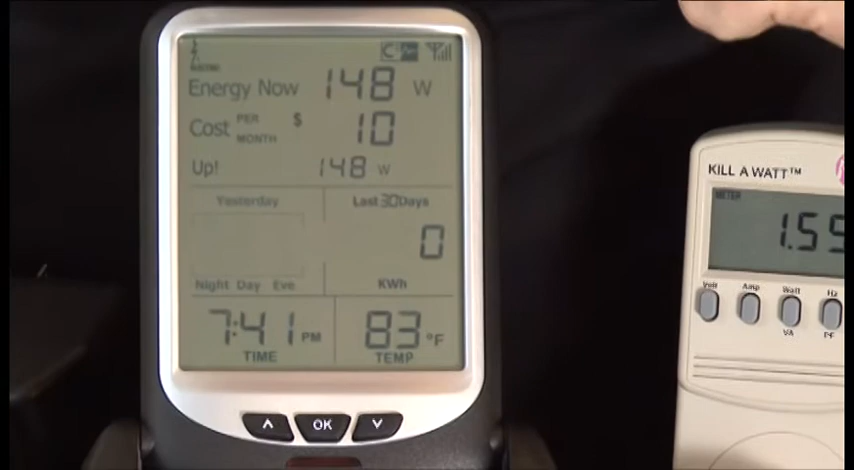 Energy Now 148 W
Cost PER MONTH $ 10
Up! 148 W
Yesterday
Last 30 Days
0
Night Day Eve
KWh
7:41 PM
TIME
83 °F
TEMP
OK
KILL A WATT™
METER
1.55
Volt Amp Watt Hz
VA PF